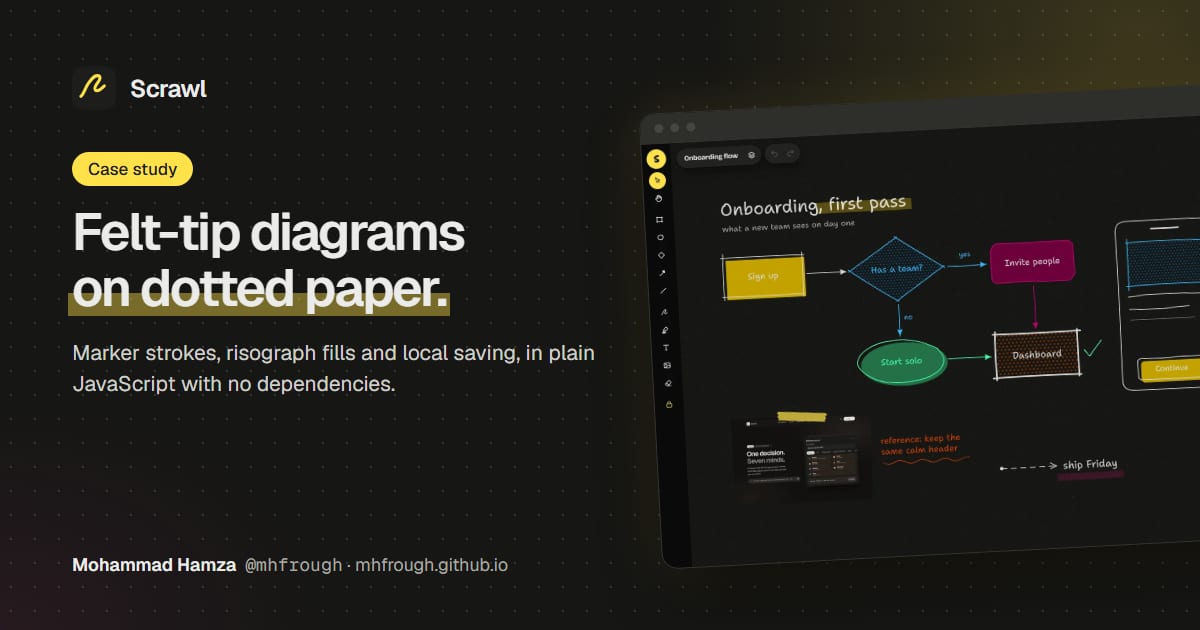 Scrawl
Case study
Felt-tip diagrams
on dotted paper.
Marker strokes, risograph fills and local saving, in plain
JavaScript with no dependencies.
Mohammad Hamza @mhfrough · mhfrough.github.io
S
Onboarding flow
T
Onboarding, first pass
what a new team sees on day one
Sign up
Has a team?
yes
Invite people
no
Start solo
Dashboard
Continue
One decision.
Seven minds.
reference: keep the
same calm header
ship Friday